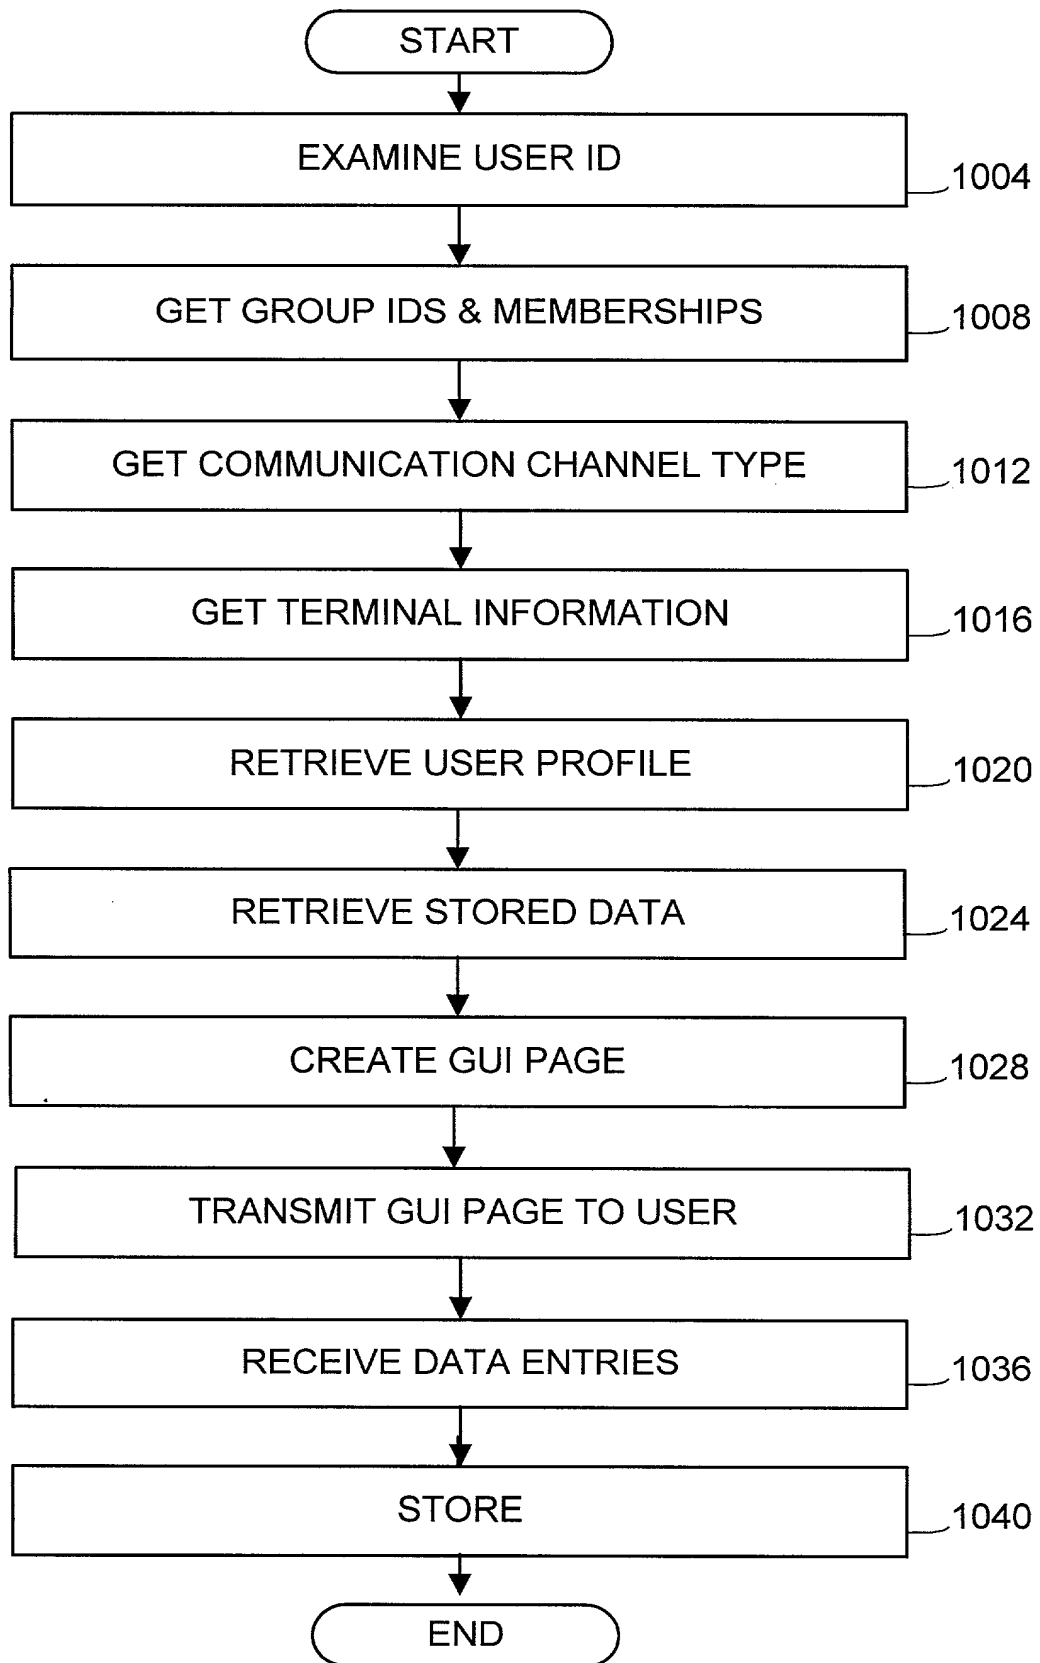 START
EXAMINE USER ID
1004
GET GROUP IDS & MEMBERSHIPS
1008
GET COMMUNICATION CHANNEL TYPE
1012
GET TERMINAL INFORMATION
1016
RETRIEVE USER PROFILE
1020
RETRIEVE STORED DATA
1024
CREATE GUI PAGE
1028
TRANSMIT GUI PAGE TO USER
1032
RECEIVE DATA ENTRIES
1036
STORE
1040
END